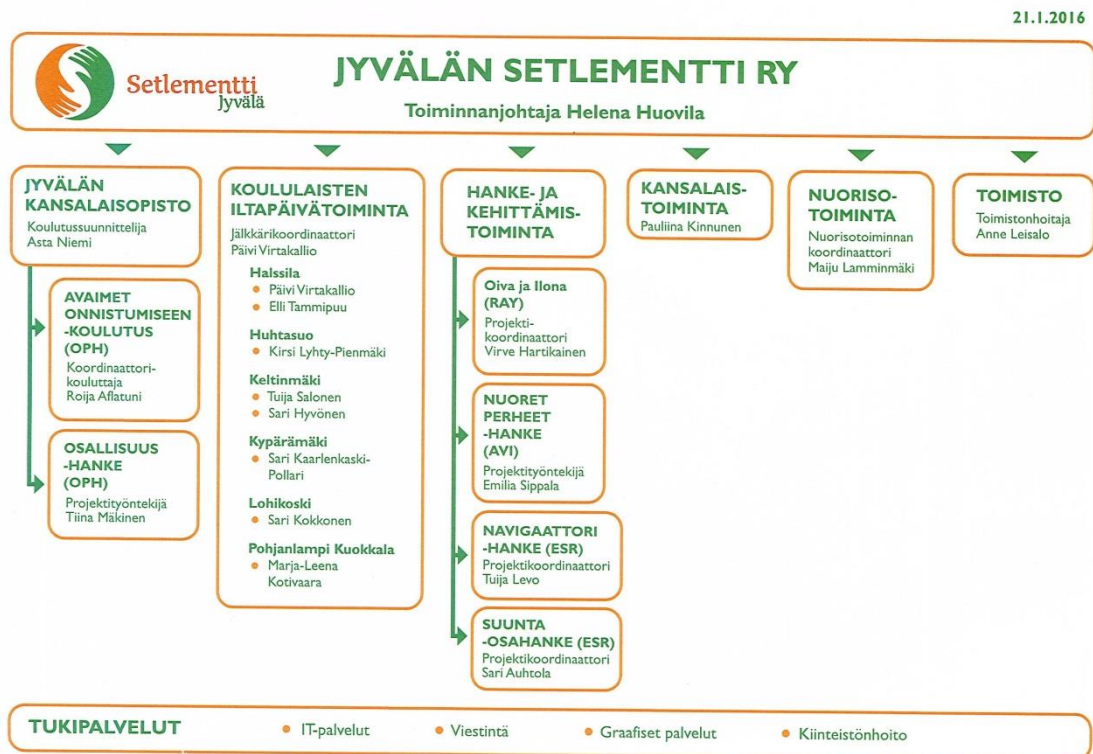 21.1.2016
Setlementti
Jyvälä
JYVÄLÄN SETLEMENTTI RY
Toiminnanjohtaja Helena Huovila
JYVÄLÄN
KANSALAISOPISTO
Koulutussuunnittelija
Asta Niemi
AVAIMET
ONNISTUMISEEN
-KOULUTUS
(OPH)
Koordinaattori-
kouluttaja
Roija Aflatuni
OSALLISUUS
-HANKE
(OPH)
Projektityöntekijä
Tiina Mäkinen
KOULULAISTEN
ILTAPÄIVÄTOIMINTA
Jälkkärikoordinaattori
Päivi Virtakallio
Halssila
Päivi Virtakallio
Elli Tammipuu
Huhtasuo
Kirsi Lyhty-Pienmäki
Keltinmäki
Tuija Salonen
Sari Hyvönen
Kypärämäki
Sari Kaarlenkaski-
Pollari
Lohikoski
Sari Kokkonen
Pohjanlampi Kuokkala
Marja-Leena
Kotivaara
HANKE- JA
KEHITTÄMIS-
TOIMINTA
Oiva ja Ilona
(RAY)
Projekti-
koordinaattori
Virve Hartikainen
NUORET
PERHEET
-HANKE
(AVI)
Projektityöntekijä
Emilia Sippala
NAVIGAATTORI
-HANKE (ESR)
Projektikoordinaattori
Tuija Levo
SUUNTA
-OSAHANKE (ESR)
Projektikoordinaattori
Sari Auhtola
KANSALAIS-
TOIMINTA
Pauliina Kinnunen
NUORISO-
TOIMINTA
Nuorisotoiminnan
koordinaattori
Maiju Lamminmäki
TOIMISTO
Toimistonhoitaja
Anne Leisalo
TUKIPALVELUT
IT-palvelut
Viestintä
Graafiset palvelut
Kiinteistönhoito